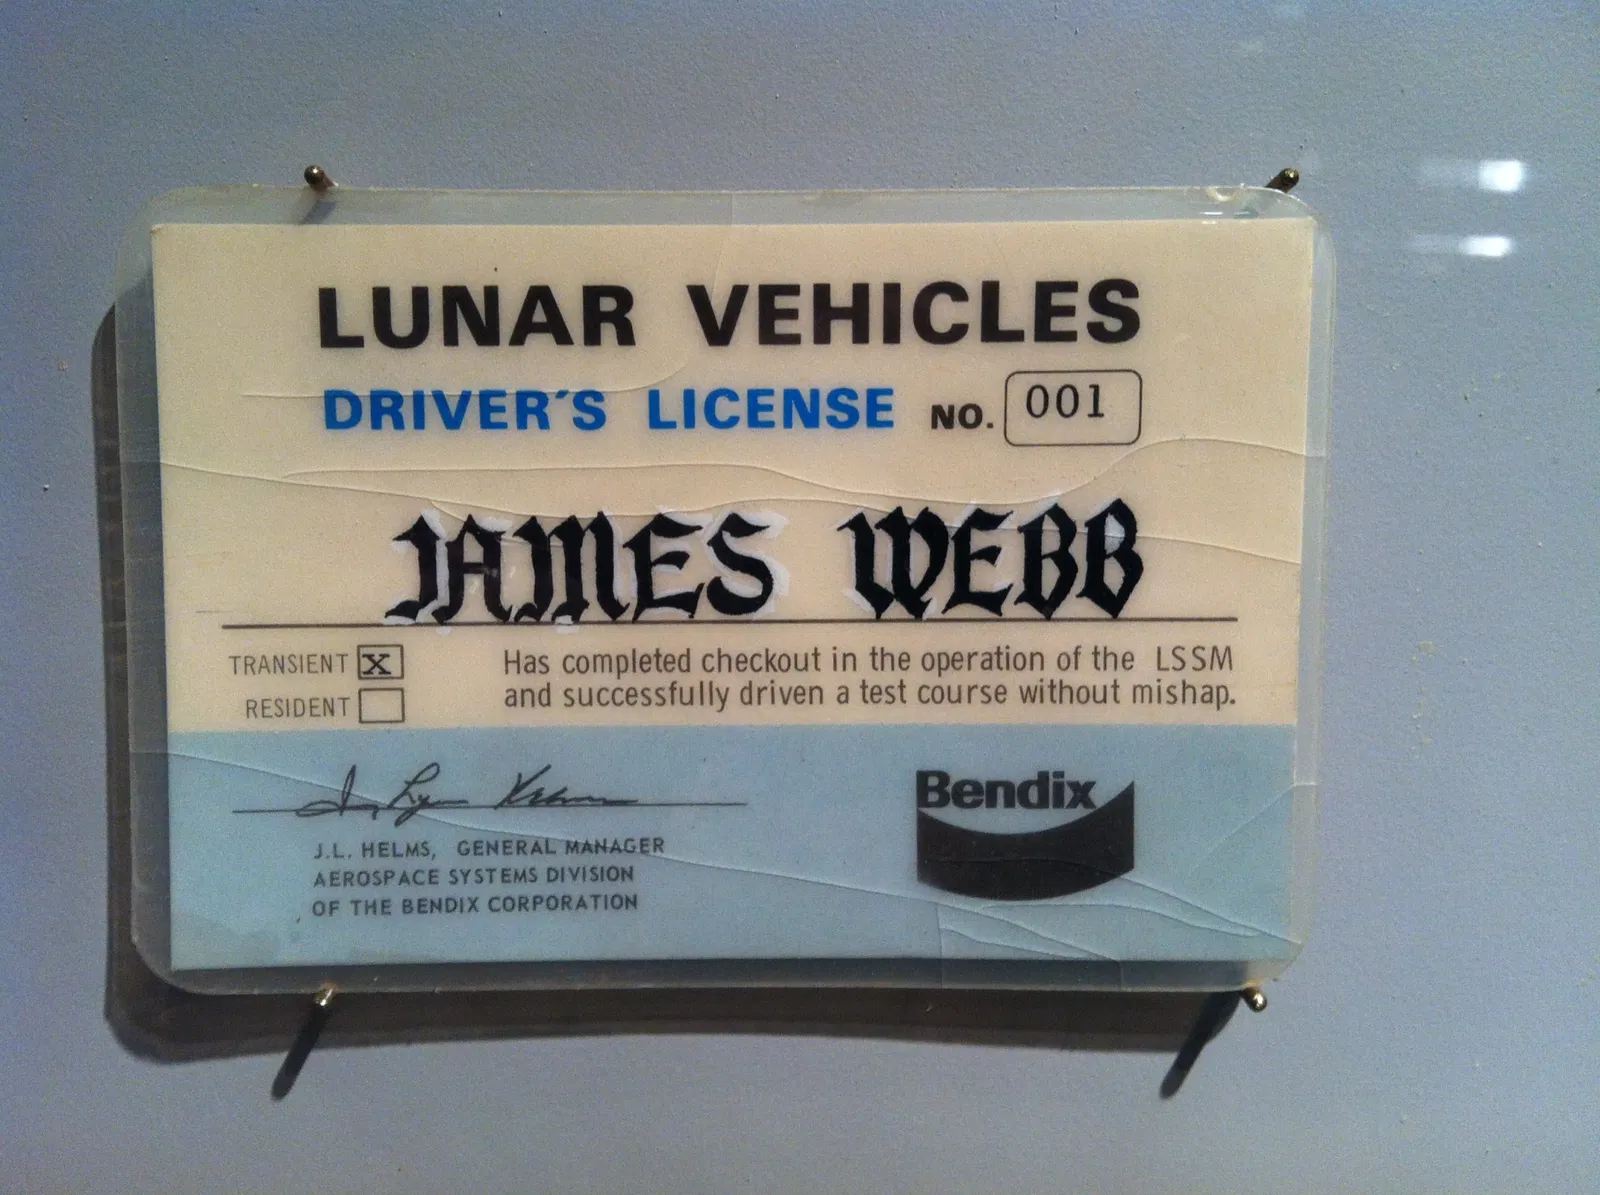 LUNAR VEHICLES
DRIVER'S LICENSE NO. 001
JAMES WEBB
TRANSIENT X
RESIDENT
Has completed checkout in the operation of the LSSM
and successfully driven a test course without mishap.
J.L. HELMS, GENERAL MANAGER
AEROSPACE SYSTEMS DIVISION
OF THE BENDIX CORPORATION
Bendix